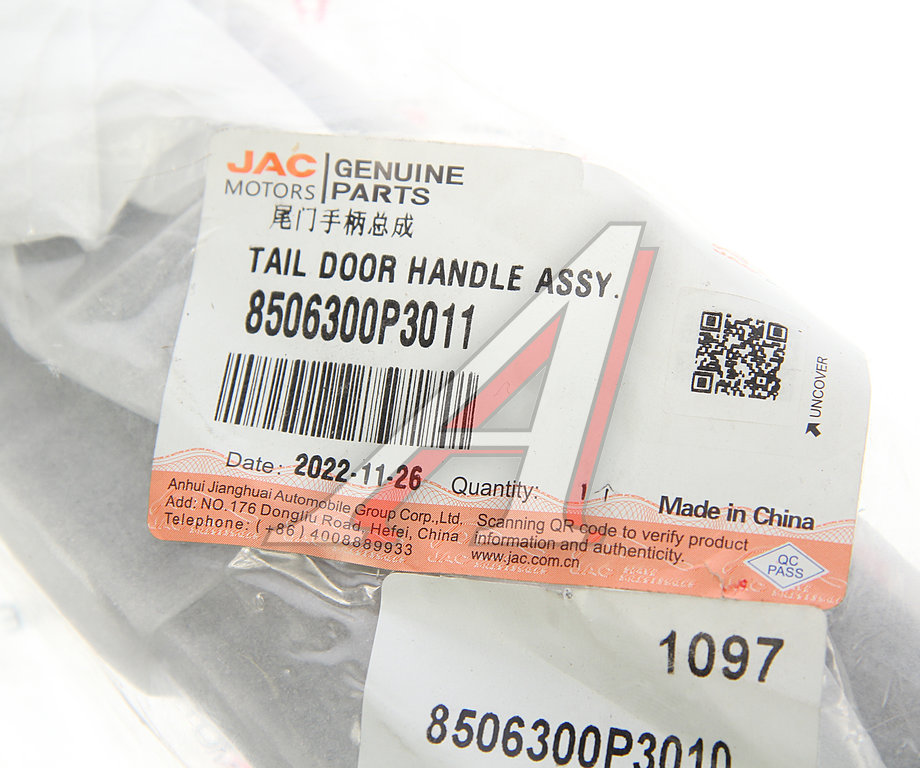 JAC GENUINE
MOTORS PARTS
尾门手柄总成
TAIL DOOR HANDLE ASSY.
8506300P3011
UNCOVER
Date: 2022-11-26
Quantity: 1
Made in China
Anhui Jianghuai Automobile Group Corp.,Ltd.
Add: NO.176 Dongliu Road, Hefei, China
Telephone: (+86)4008889933
Scanning QR code to verify product
information and authenticity.
www.jac.com.cn
QC
PASS
1097
8506300P3010